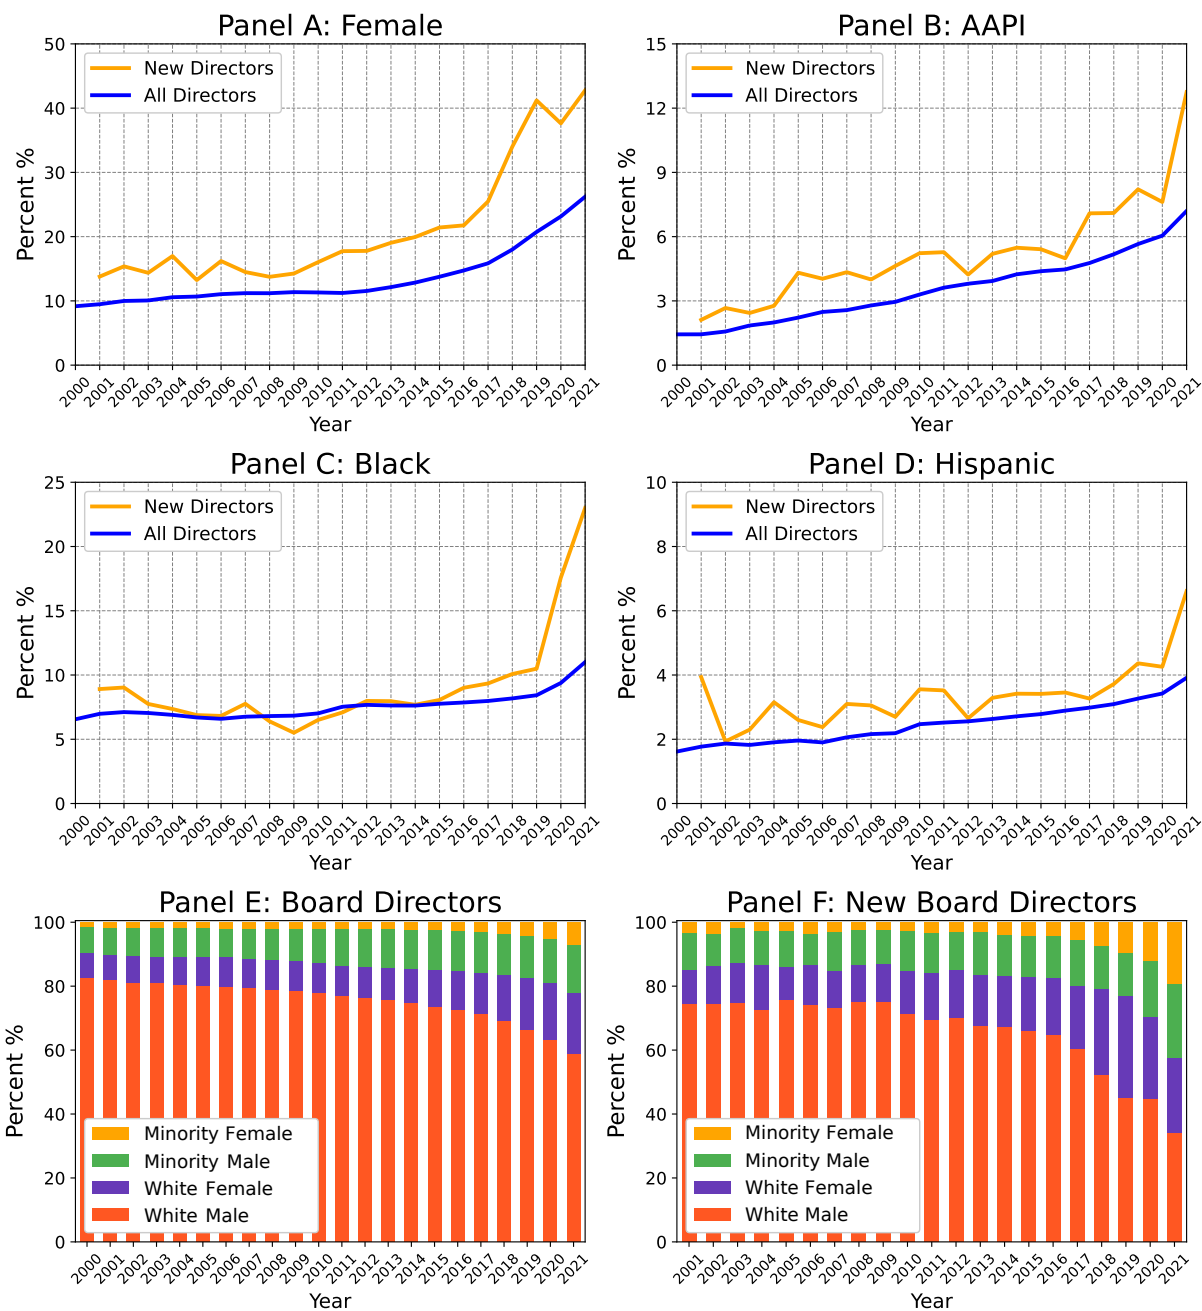 Panel A: Female
50
40
30
20
10
0
Percent %
New Directors
All Directors
2000 2001 2002 2003 2004 2005 2006 2007 2008 2009 2010 2011 2012 2013 2014 2015 2016 2017 2018 2019 2020 2021
Year
Panel B: AAPI
15
12
9
6
3
0
Percent %
New Directors
All Directors
2000 2001 2002 2003 2004 2005 2006 2007 2008 2009 2010 2011 2012 2013 2014 2015 2016 2017 2018 2019 2020 2021
Year
Panel C: Black
25
20
15
10
5
0
Percent %
New Directors
All Directors
2000 2001 2002 2003 2004 2005 2006 2007 2008 2009 2010 2011 2012 2013 2014 2015 2016 2017 2018 2019 2020 2021
Year
Panel D: Hispanic
10
8
6
4
2
0
Percent %
New Directors
All Directors
2000 2001 2002 2003 2004 2005 2006 2007 2008 2009 2010 2011 2012 2013 2014 2015 2016 2017 2018 2019 2020 2021
Year
Panel E: Board Directors
100
80
60
40
20
0
Percent %
Minority Female
Minority Male
White Female
White Male
2000 2001 2002 2003 2004 2005 2006 2007 2008 2009 2010 2011 2012 2013 2014 2015 2016 2017 2018 2019 2020 2021
Year
Panel F: New Board Directors
100
80
60
40
20
0
Percent %
Minority Female
Minority Male
White Female
White Male
2001 2002 2003 2004 2005 2006 2007 2008 2009 2010 2011 2012 2013 2014 2015 2016 2017 2018 2019 2020 2021
Year